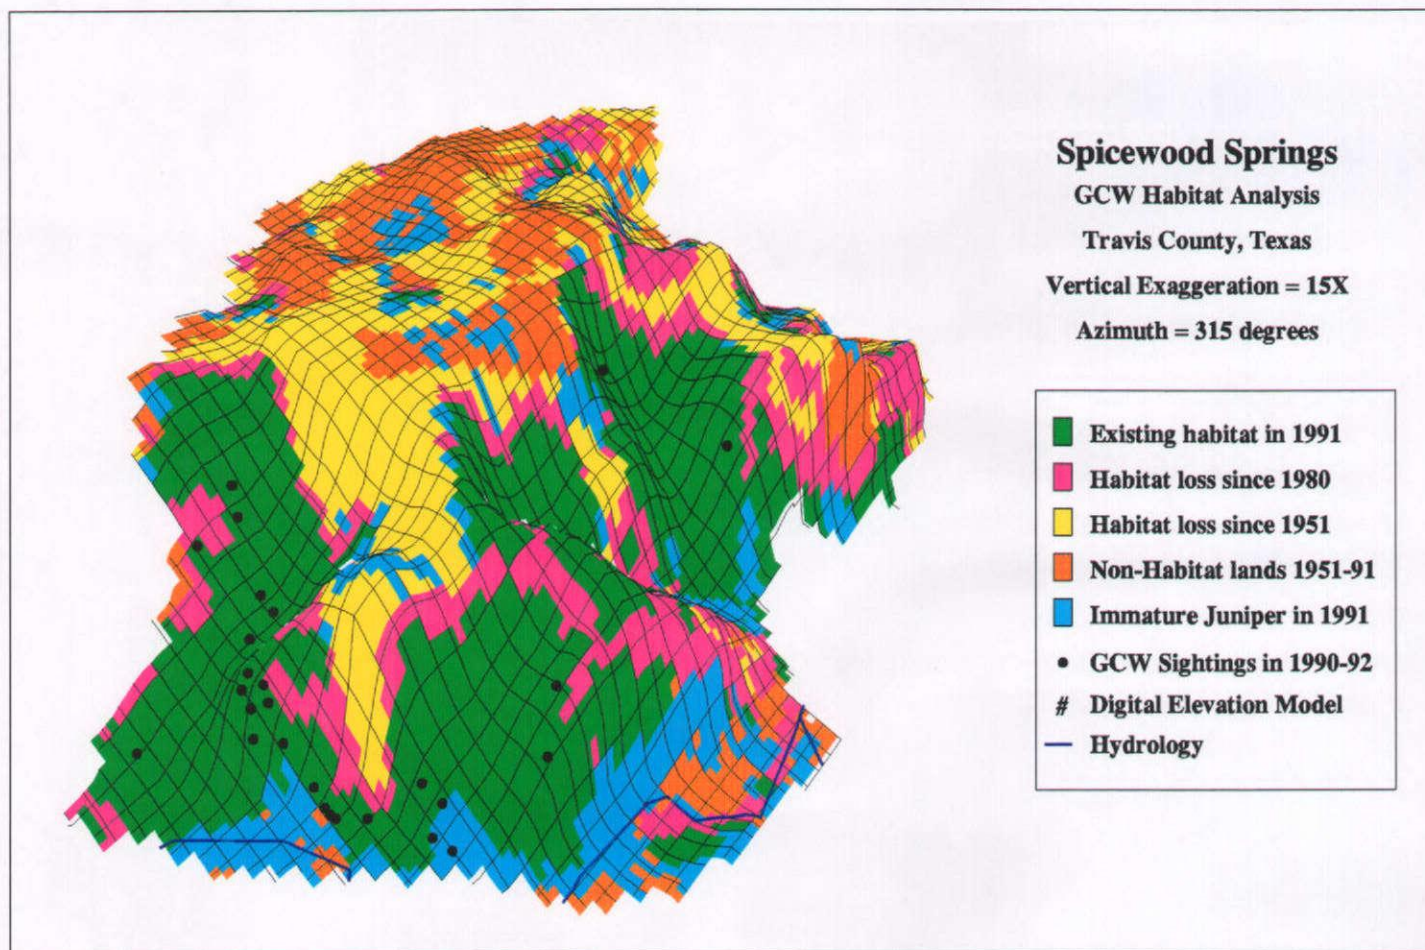 Spicewood Springs
GCW Habitat Analysis
Travis County, Texas
Vertical Exaggeration = 15X
Azimuth = 315 degrees
Existing habitat in 1991
Habitat loss since 1980
Habitat loss since 1951
Non-Habitat lands 1951-91
Immature Juniper in 1991
GCW Sightings in 1990-92
# Digital Elevation Model
Hydrology